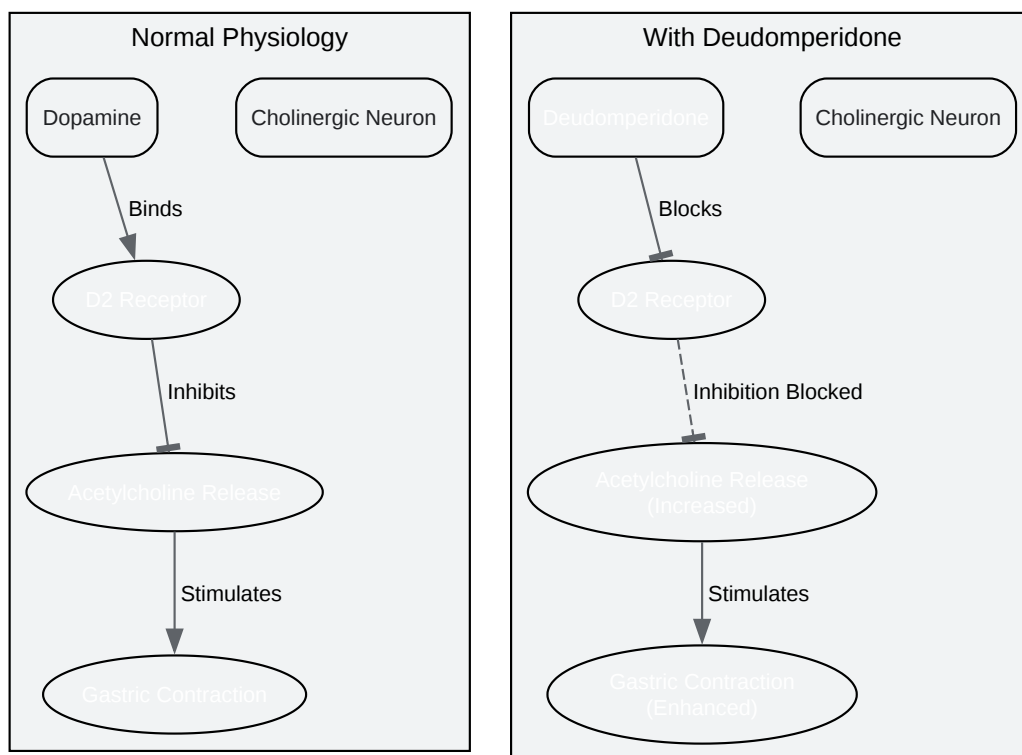 Normal Physiology
Dopamine
Cholinergic Neuron
Binds
D2 Receptor
Inhibits
Acetylcholine Release
Stimulates
Gastric Contraction
With Deudomperidone
Deudomperidone
Cholinergic Neuron
Blocks
D2 Receptor
Inhibition Blocked
Acetylcholine Release
(Increased)
Stimulates
Gastric Contraction
(Enhanced)